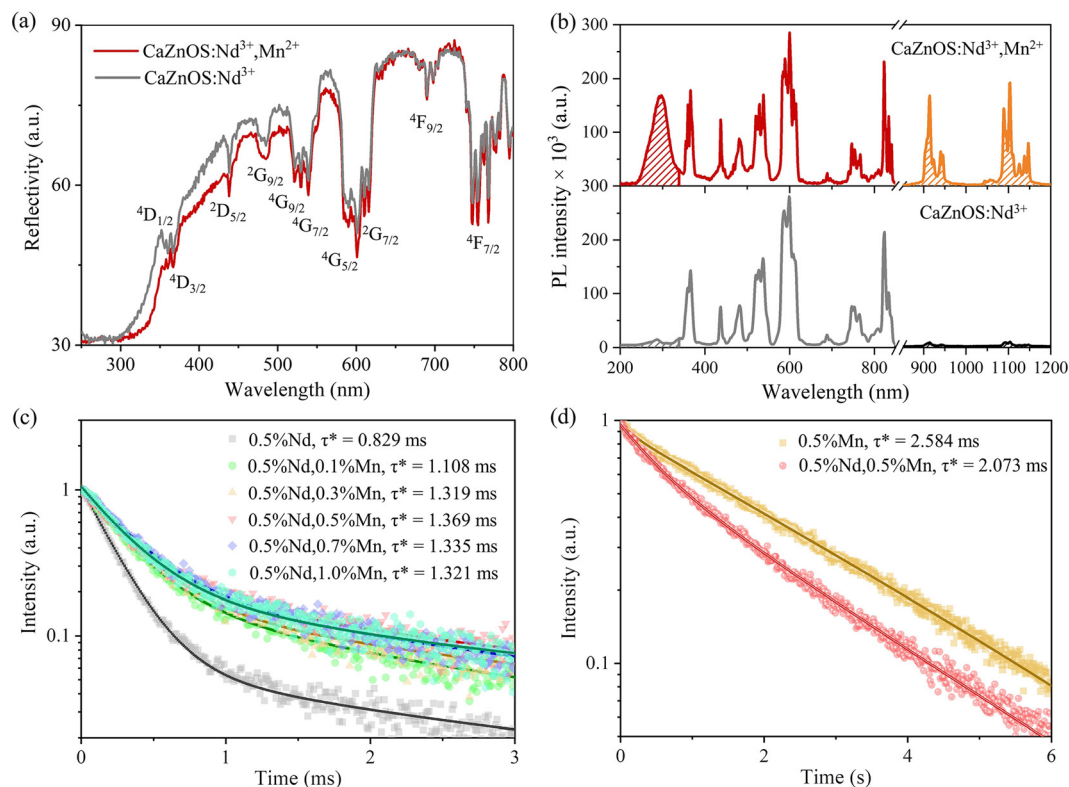 (a)
90
60
30
Reflectivity (a.u.)
CaZnOS:Nd³⁺,Mn²⁺
CaZnOS:Nd³⁺
⁴D₁/₂
⁴D₃/₂
²D₅/₂
²G₉/₂
⁴G₉/₂
⁴G₇/₂
⁴G₅/₂
²G₇/₂
⁴F₉/₂
⁴F₇/₂
300 400 500 600 700 800
Wavelength (nm)
(b)
300
200
100
300
200
100
0
PL intensity × 10³ (a.u.)
CaZnOS:Nd³⁺,Mn²⁺
CaZnOS:Nd³⁺
200 400 600 800 900 1000 1100 1200
Wavelength (nm)
(c)
1
0.1
Intensity (a.u.)
0.5%Nd, τ* = 0.829 ms
0.5%Nd,0.1%Mn, τ* = 1.108 ms
0.5%Nd,0.3%Mn, τ* = 1.319 ms
0.5%Nd,0.5%Mn, τ* = 1.369 ms
0.5%Nd,0.7%Mn, τ* = 1.335 ms
0.5%Nd,1.0%Mn, τ* = 1.321 ms
0 1 2 3
Time (ms)
(d)
1
0.1
Intensity (a.u.)
0.5%Mn, τ* = 2.584 ms
0.5%Nd,0.5%Mn, τ* = 2.073 ms
0 2 4 6
Time (s)